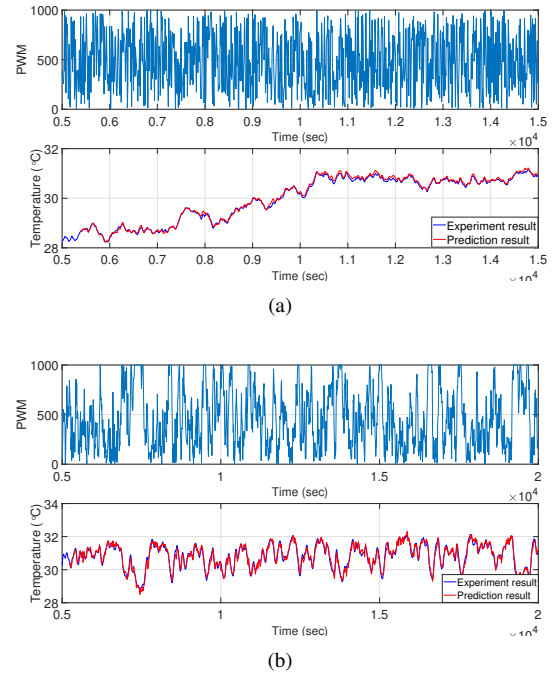 (a)
1000
PWM
500
0
0.5 0.6 0.7 0.8 0.9 1 1.1 1.2 1.3 1.4 1.5
Time (sec)
×10⁴
32
Temperature (°C)
30
28
Experiment result
Prediction result
0.5 0.6 0.7 0.8 0.9 1 1.1 1.2 1.3 1.4 1.5
Time (sec)
(a)
1000
PWM
500
0
0.5 1 1.5 2
Time (sec)
×10⁴
34
Temperature (°C)
32
30
28
Experiment result
Prediction result
0.5 1 1.5 2
Time (sec)
×10⁴
(b)